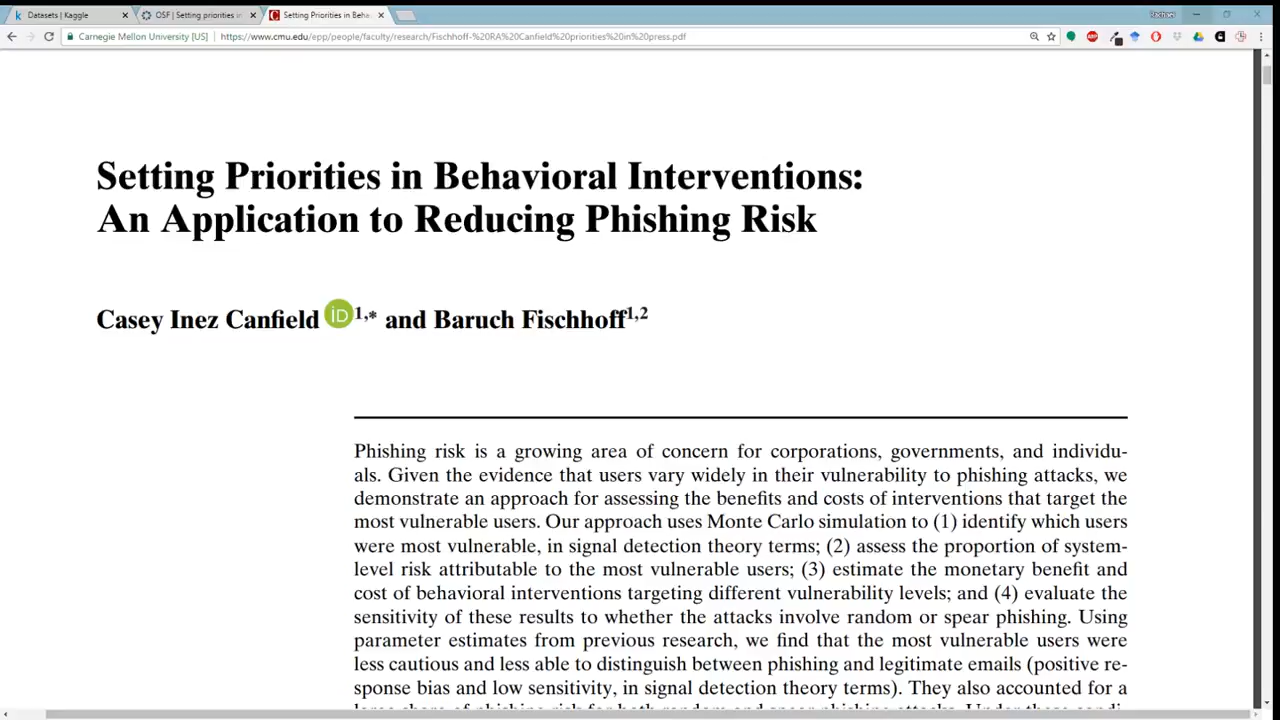 Datasets | Kaggle
OSF | Setting priorities in
Setting Priorities in Beha
Rachael
Carnegie Mellon University [US]
https://www.cmu.edu/epp/people/faculty/research/Fischhoff-%20RA%20Canfield%20priorities%20in%20press.pdf
Setting Priorities in Behavioral Interventions:
An Application to Reducing Phishing Risk
Casey Inez Canfield iD 1,* and Baruch Fischhoff1,2
Phishing risk is a growing area of concern for corporations, governments, and individu-
als. Given the evidence that users vary widely in their vulnerability to phishing attacks, we
demonstrate an approach for assessing the benefits and costs of interventions that target the
most vulnerable users. Our approach uses Monte Carlo simulation to (1) identify which users
were most vulnerable, in signal detection theory terms; (2) assess the proportion of system-
level risk attributable to the most vulnerable users; (3) estimate the monetary benefit and
cost of behavioral interventions targeting different vulnerability levels; and (4) evaluate the
sensitivity of these results to whether the attacks involve random or spear phishing. Using
parameter estimates from previous research, we find that the most vulnerable users were
less cautious and less able to distinguish between phishing and legitimate emails (positive re-
sponse bias and low sensitivity, in signal detection theory terms). They also accounted for a